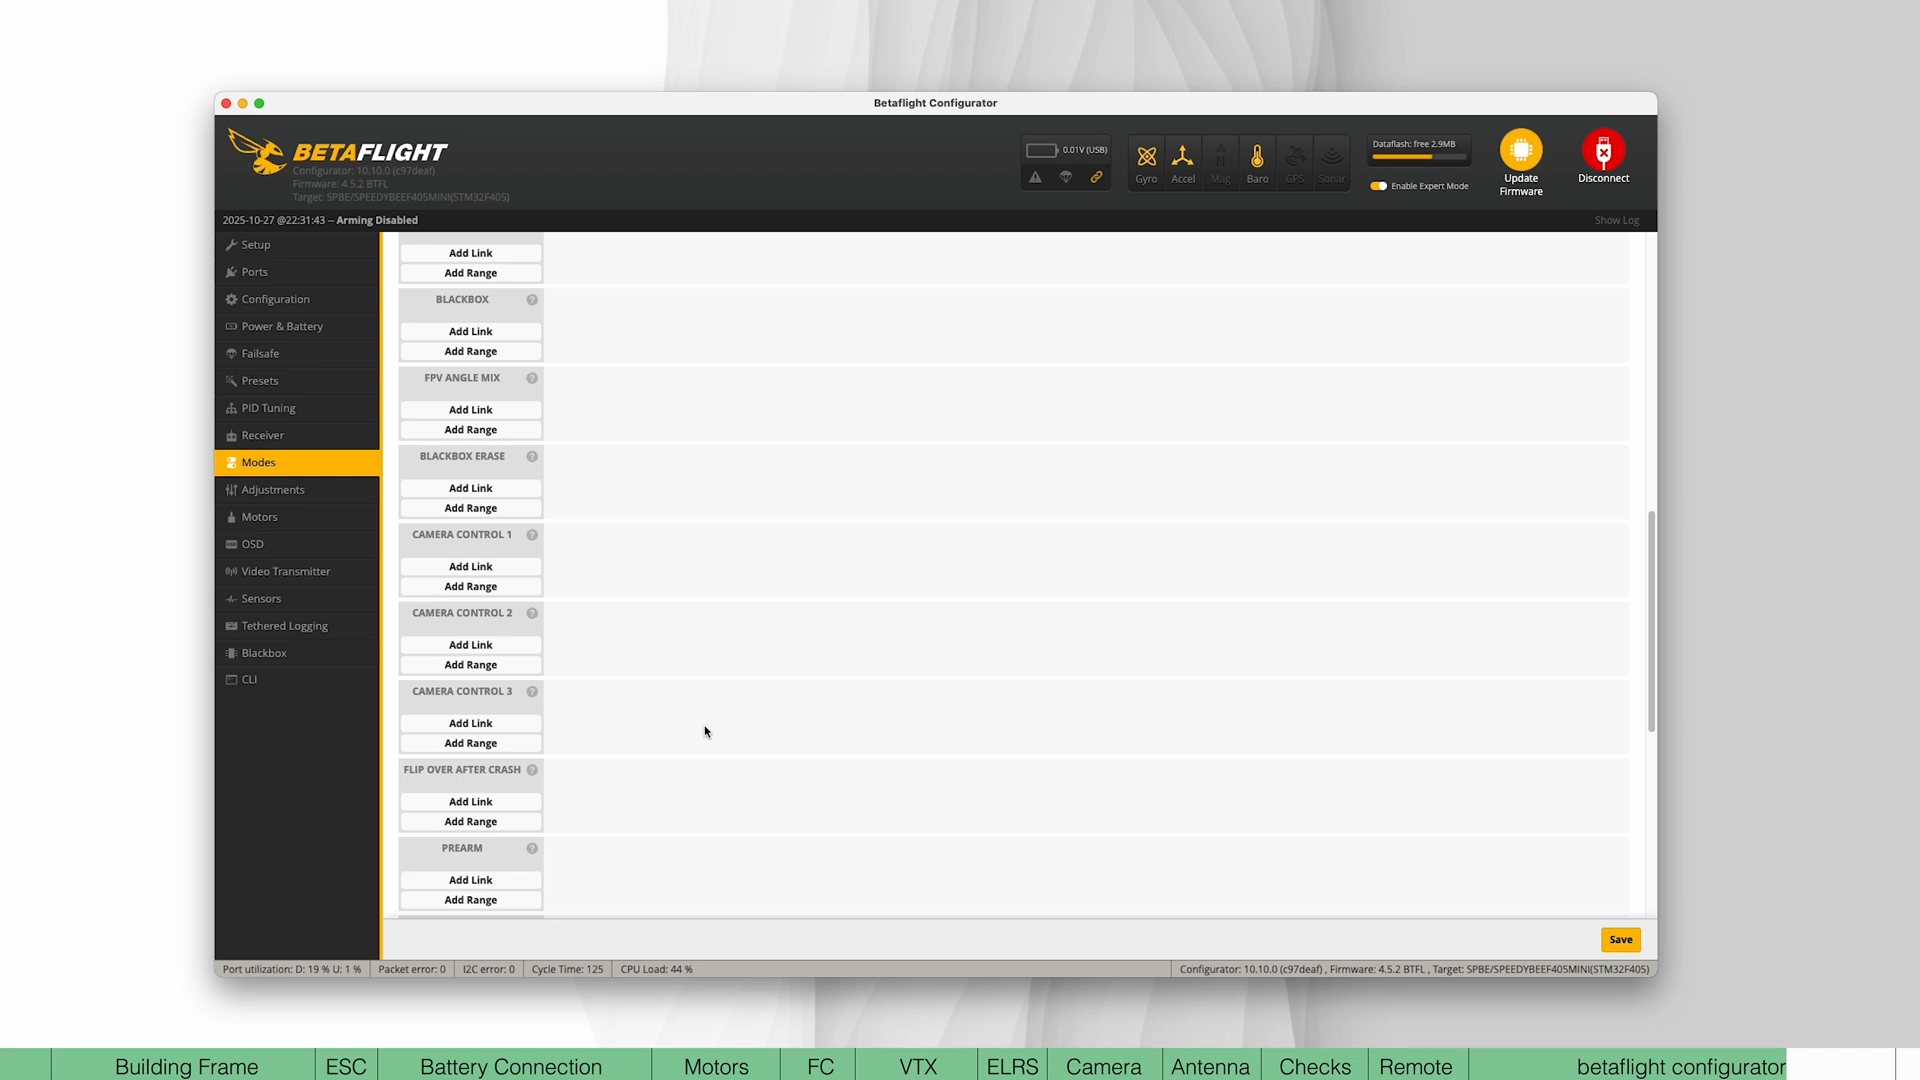 Betaflight Configurator
BETAFLIGHT
Configurator: 10.10.0 (c97deaf)
Firmware: 4.5.2 BTFL
Target: SPBE/SPEEDYBEEF405MINI(STM32F405)
0.01V (USB)
Gyro Accel Mag Baro GPS Sonar
Dataflash: free 2.9MB
Enable Expert Mode
Update
Firmware
Disconnect
2025-10-27 @22:31:43 -- Arming Disabled
Show Log
Setup
Ports
Configuration
Power & Battery
Failsafe
Presets
PID Tuning
Receiver
Modes
Adjustments
Motors
OSD
Video Transmitter
Sensors
Tethered Logging
Blackbox
CLI
Add Link
Add Range
BLACKBOX
Add Link
Add Range
FPV ANGLE MIX
Add Link
Add Range
BLACKBOX ERASE
Add Link
Add Range
CAMERA CONTROL 1
Add Link
Add Range
CAMERA CONTROL 2
Add Link
Add Range
CAMERA CONTROL 3
Add Link
Add Range
FLIP OVER AFTER CRASH
Add Link
Add Range
PREARM
Add Link
Add Range
Save
Port utilization: D: 19 % U: 1 % Packet error: 0 I2C error: 0 Cycle Time: 125 CPU Load: 44 %
Configurator: 10.10.0 (c97deaf) , Firmware: 4.5.2 BTFL , Target: SPBE/SPEEDYBEEF405MINI(STM32F405)
Building Frame ESC Battery Connection Motors FC VTX ELRS Camera Antenna Checks Remote betaflight configurator